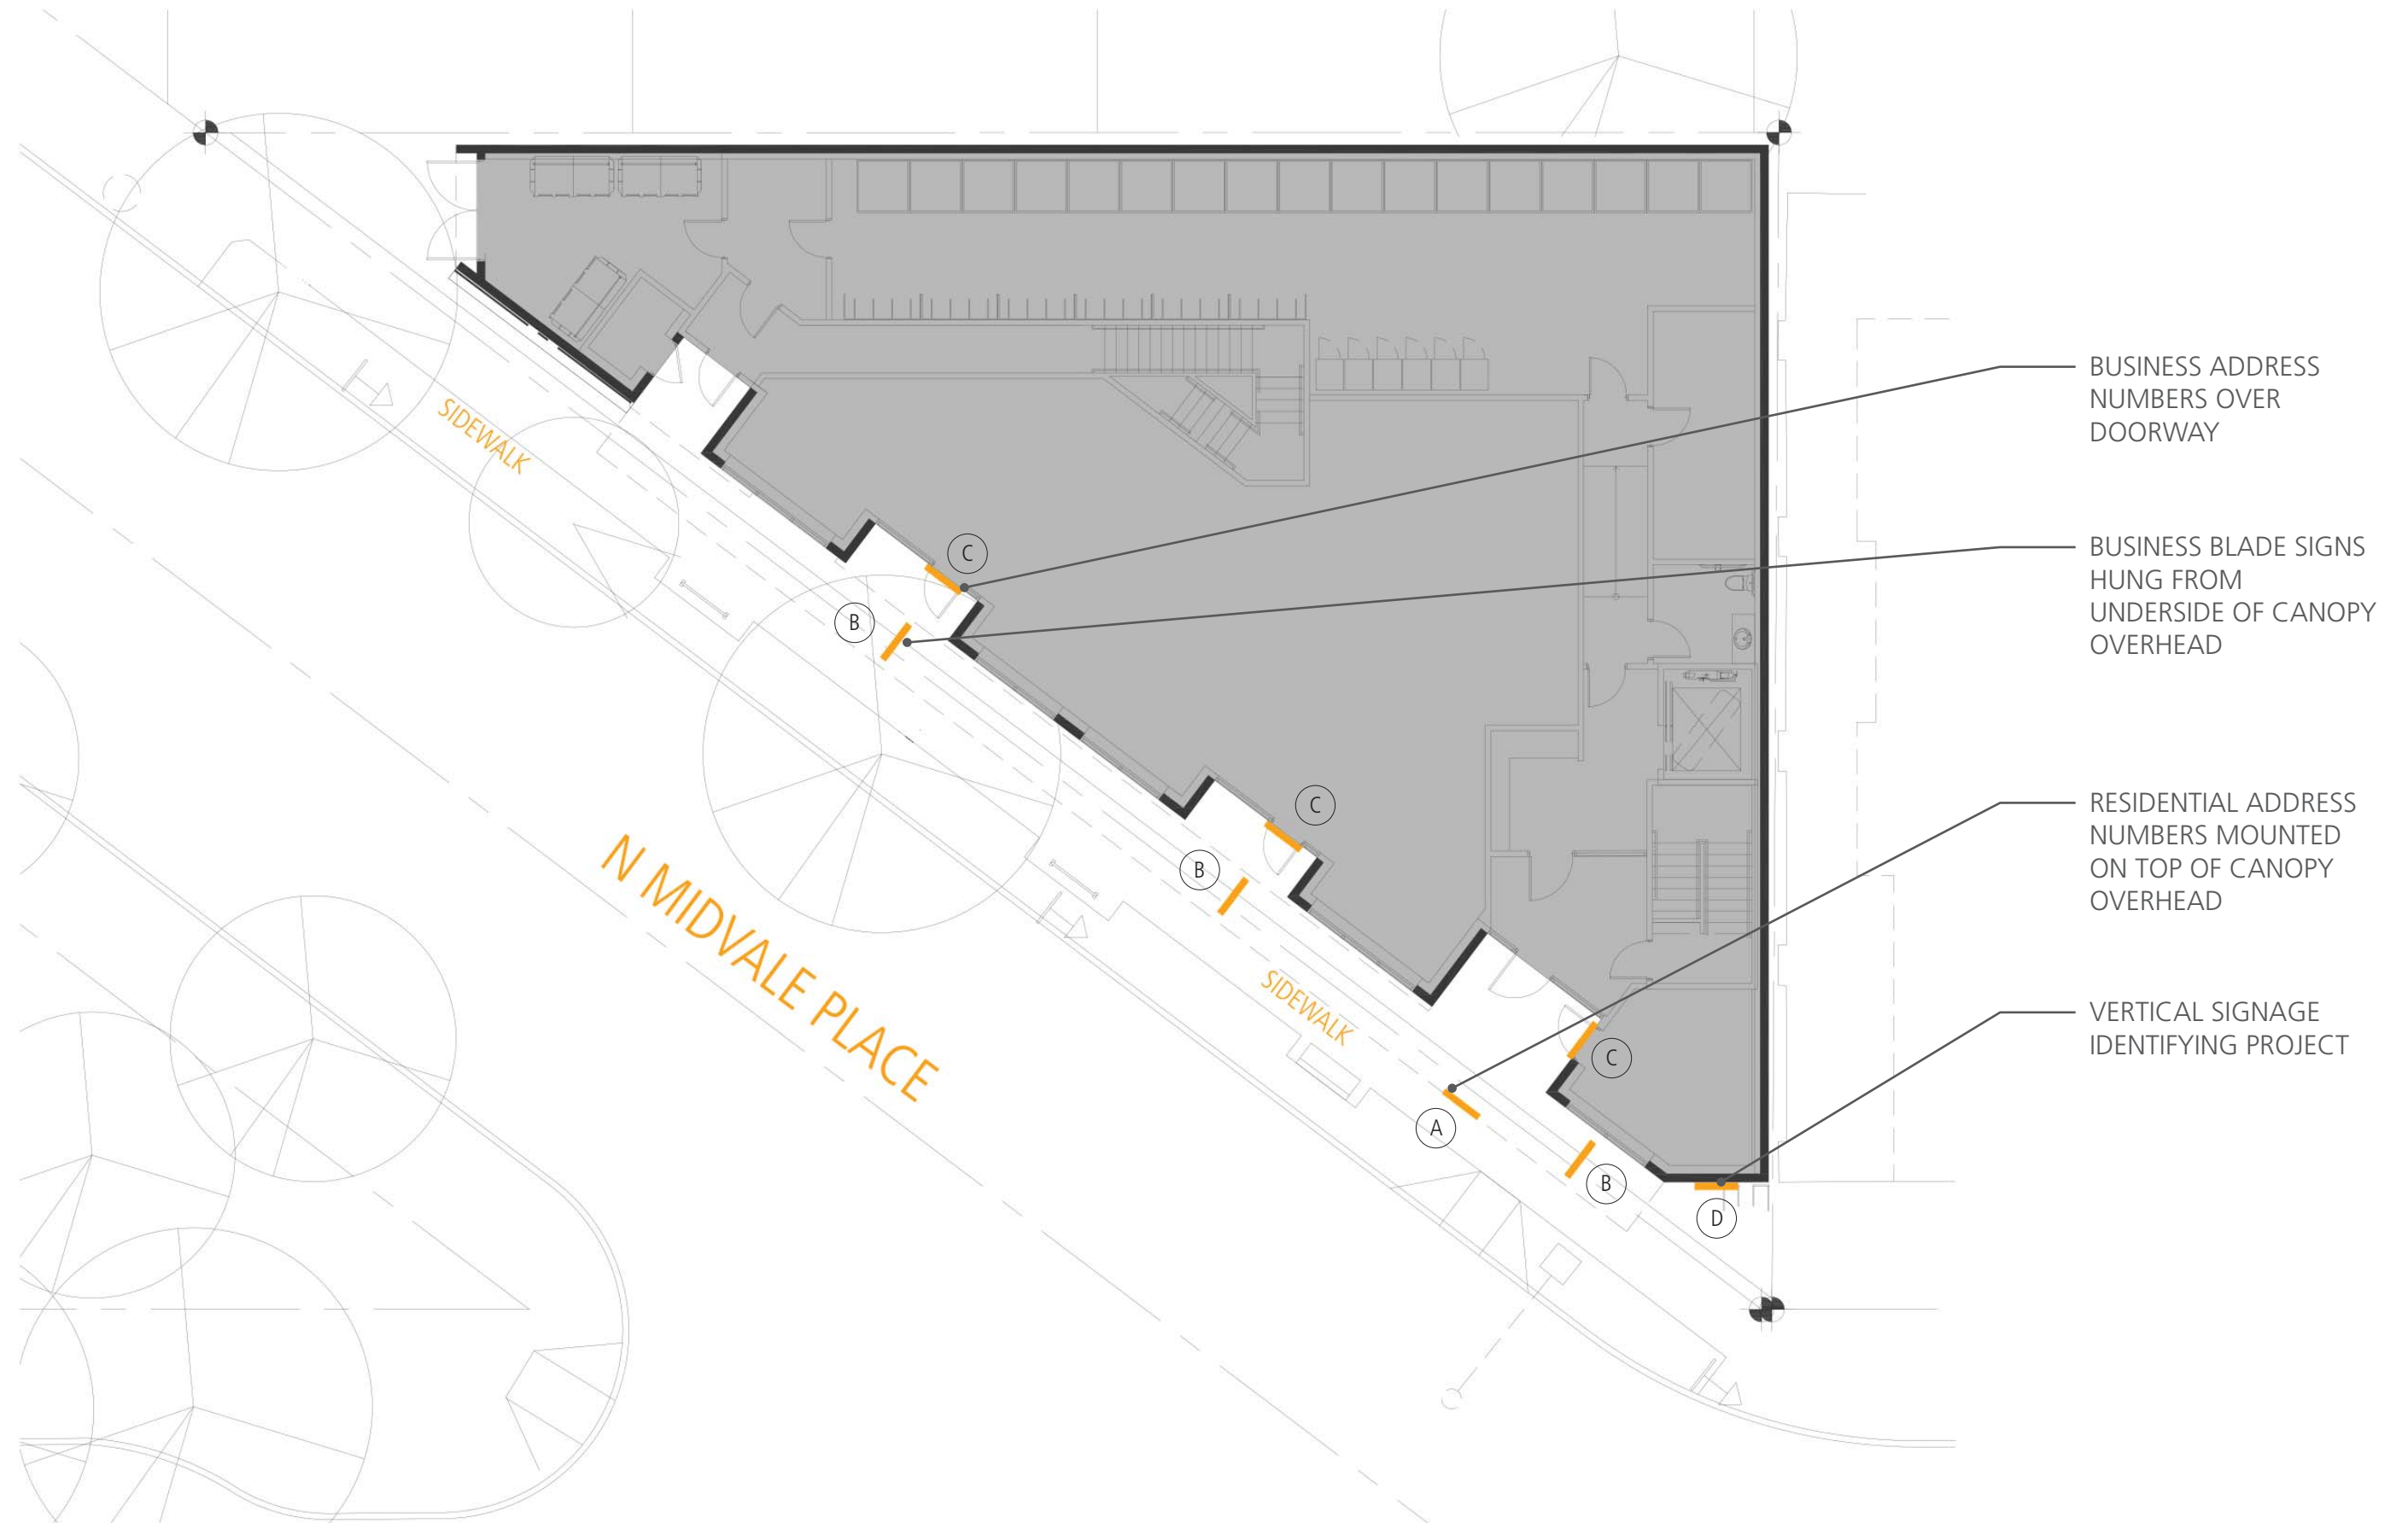 BUSINESS ADDRESS
NUMBERS OVER
DOORWAY
SIDEWALK
BUSINESS BLADE SIGNS
HUNG FROM
UNDERSIDE OF CANOPY
OVERHEAD
C
B
RESIDENTIAL ADDRESS
NUMBERS MOUNTED
ON TOP OF CANOPY
OVERHEAD
C
B
N MIDVALE PLACE
SIDEWALK
VERTICAL SIGNAGE
IDENTIFYING PROJECT
C
A
B
D